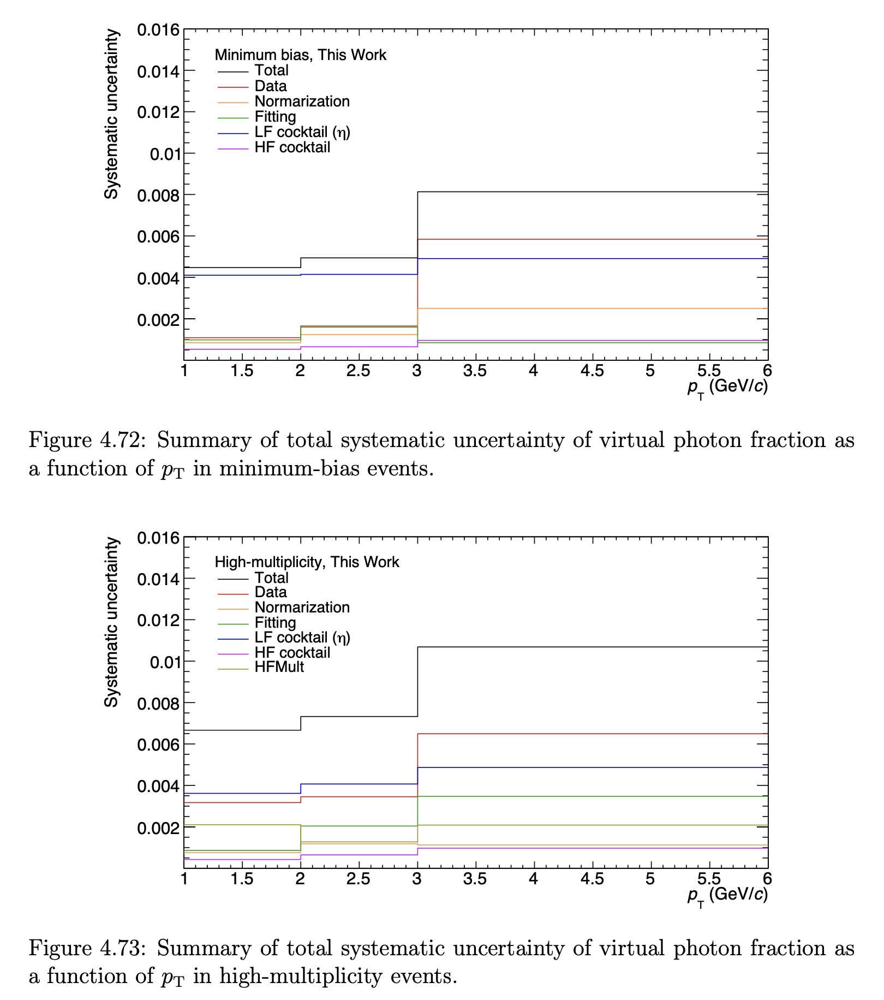 Systematic uncertainty
0.016
0.014
0.012
0.01
0.008
0.006
0.004
0.002
Minimum bias, This Work
Total
Data
Normarization
Fitting
LF cocktail (η)
HF cocktail
1 1.5 2 2.5 3 3.5 4 4.5 5 5.5 6
pT (GeV/c)
Figure 4.72: Summary of total systematic uncertainty of virtual photon fraction as
a function of pT in minimum-bias events.
Systematic uncertainty
0.016
0.014
0.012
0.01
0.008
0.006
0.004
0.002
High-multiplicity, This Work
Total
Data
Normarization
Fitting
LF cocktail (η)
HF cocktail
HFMult
1 1.5 2 2.5 3 3.5 4 4.5 5 5.5 6
pT (GeV/c)
Figure 4.73: Summary of total systematic uncertainty of virtual photon fraction as
a function of pT in high-multiplicity events.